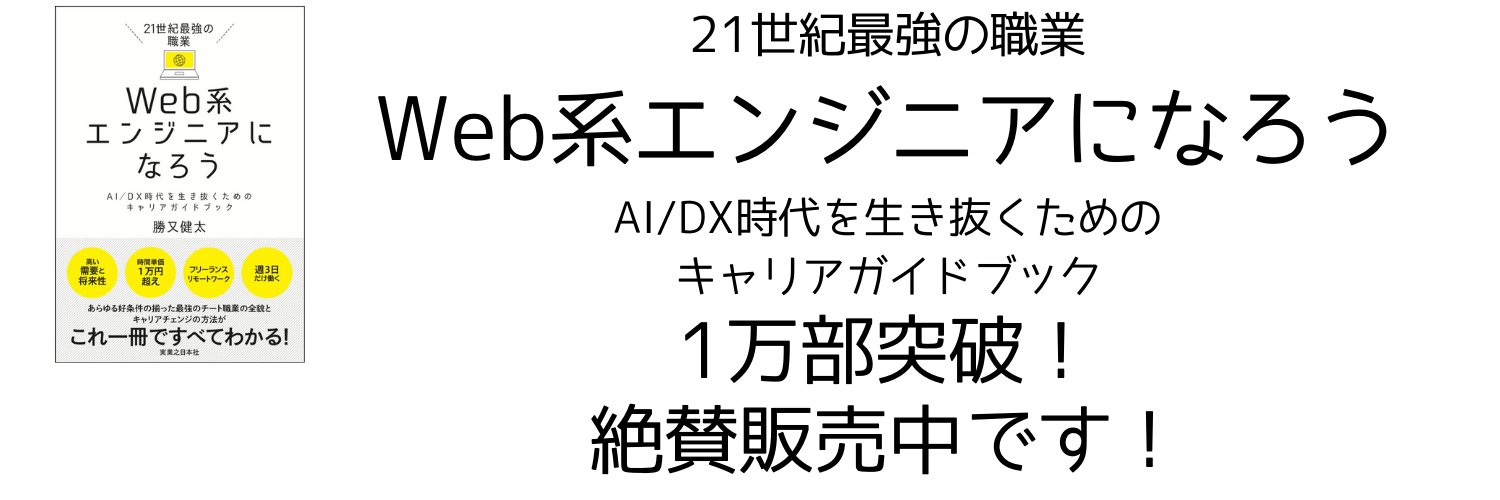 21世紀最強の
職業
Web系
エンジニアに
なろう
AI/DX時代を生き抜くための
キャリアガイドブック
勝又健太
高い
需要と
将来性
時間単価
1万円
超え
フリーランス
リモートワーク
週3日
だけ働く
あらゆる好条件の揃った最強のチート職業の全貌と
キャリアチェンジの方法が
これ一冊ですべてわかる!
実業之日本社
21世紀最強の職業
Web系エンジニアになろう
AI/DX時代を生き抜くための
キャリアガイドブック
1万部突破！
絶賛販売中です！